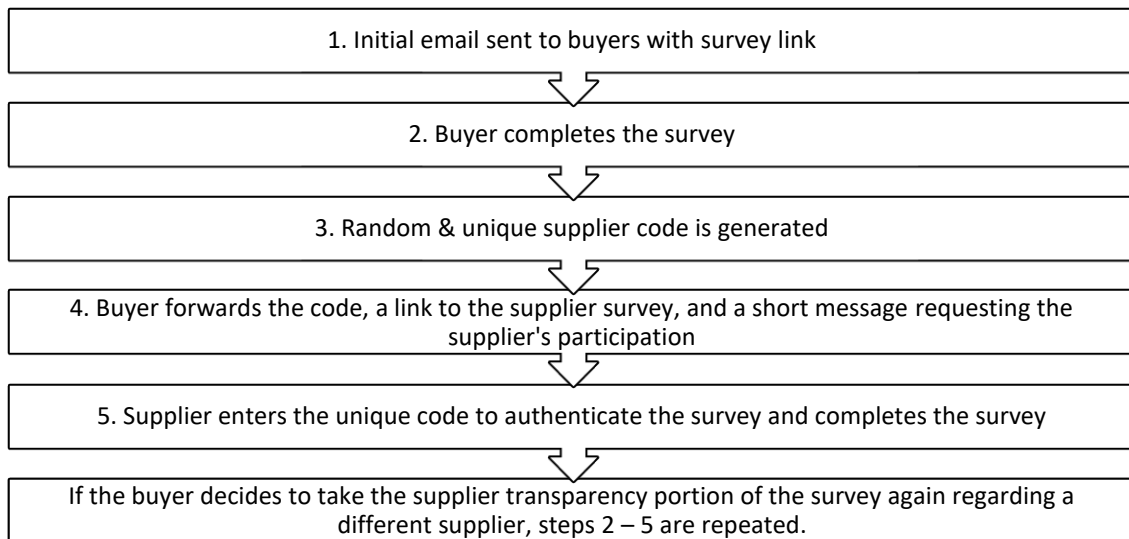 1. Initial email sent to buyers with survey link
2. Buyer completes the survey
3. Random & unique supplier code is generated
4. Buyer forwards the code, a link to the supplier survey, and a short message requesting the
supplier's participation
5. Supplier enters the unique code to authenticate the survey and completes the survey
If the buyer decides to take the supplier transparency portion of the survey again regarding a
different supplier, steps 2 – 5 are repeated.